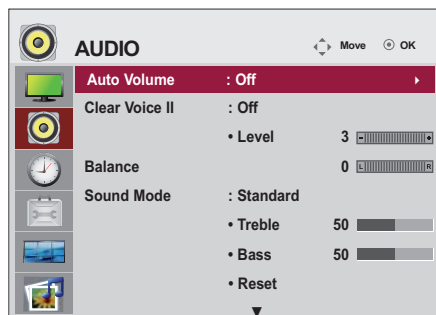 AUDIO
Move OK
Auto Volume : Off
Clear Voice II : Off
• Level 3 - +
Balance 0 L R
Sound Mode : Standard
• Treble 50
• Bass 50
• Reset